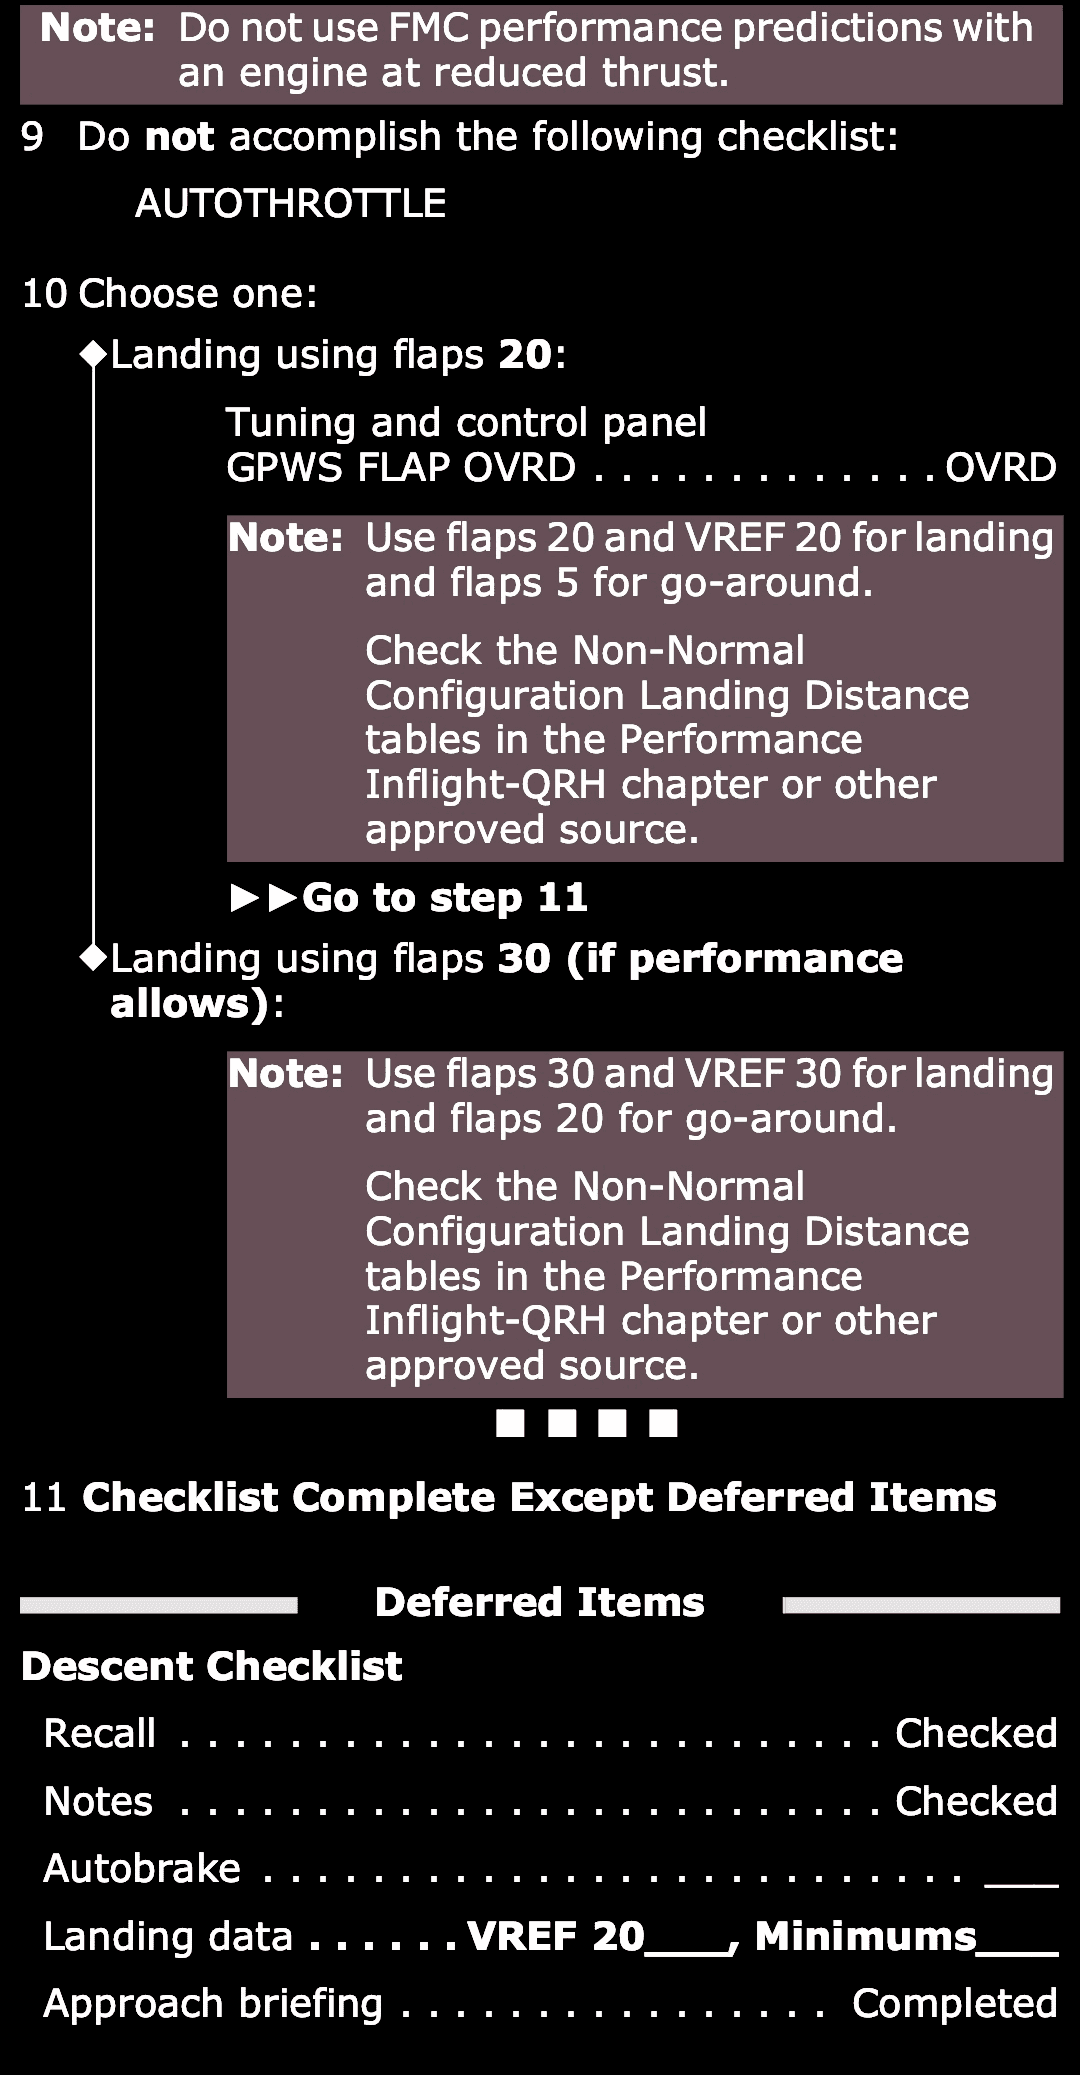 Note: Do not use FMC performance predictions with
an engine at reduced thrust.
9 Do not accomplish the following checklist:
AUTOTHROTTLE
10 Choose one:
◆Landing using flaps 20:
Tuning and control panel
GPWS FLAP OVRD . . . . . . . . . . . . . OVRD
Note: Use flaps 20 and VREF 20 for landing
and flaps 5 for go-around.
Check the Non-Normal
Configuration Landing Distance
tables in the Performance
Inflight-QRH chapter or other
approved source.
►►Go to step 11
◆Landing using flaps 30 (if performance
allows):
Note: Use flaps 30 and VREF 30 for landing
and flaps 20 for go-around.
Check the Non-Normal
Configuration Landing Distance
tables in the Performance
Inflight-QRH chapter or other
approved source.
■ ■ ■ ■
11 Checklist Complete Except Deferred Items
Deferred Items
Descent Checklist
Recall . . . . . . . . . . . . . . . . . . . . . . . . . . Checked
Notes . . . . . . . . . . . . . . . . . . . . . . . . . . Checked
Autobrake . . . . . . . . . . . . . . . . . . . . . . . . . . ___
Landing data . . . . . . VREF 20___, Minimums___
Approach briefing . . . . . . . . . . . . . . . . Completed